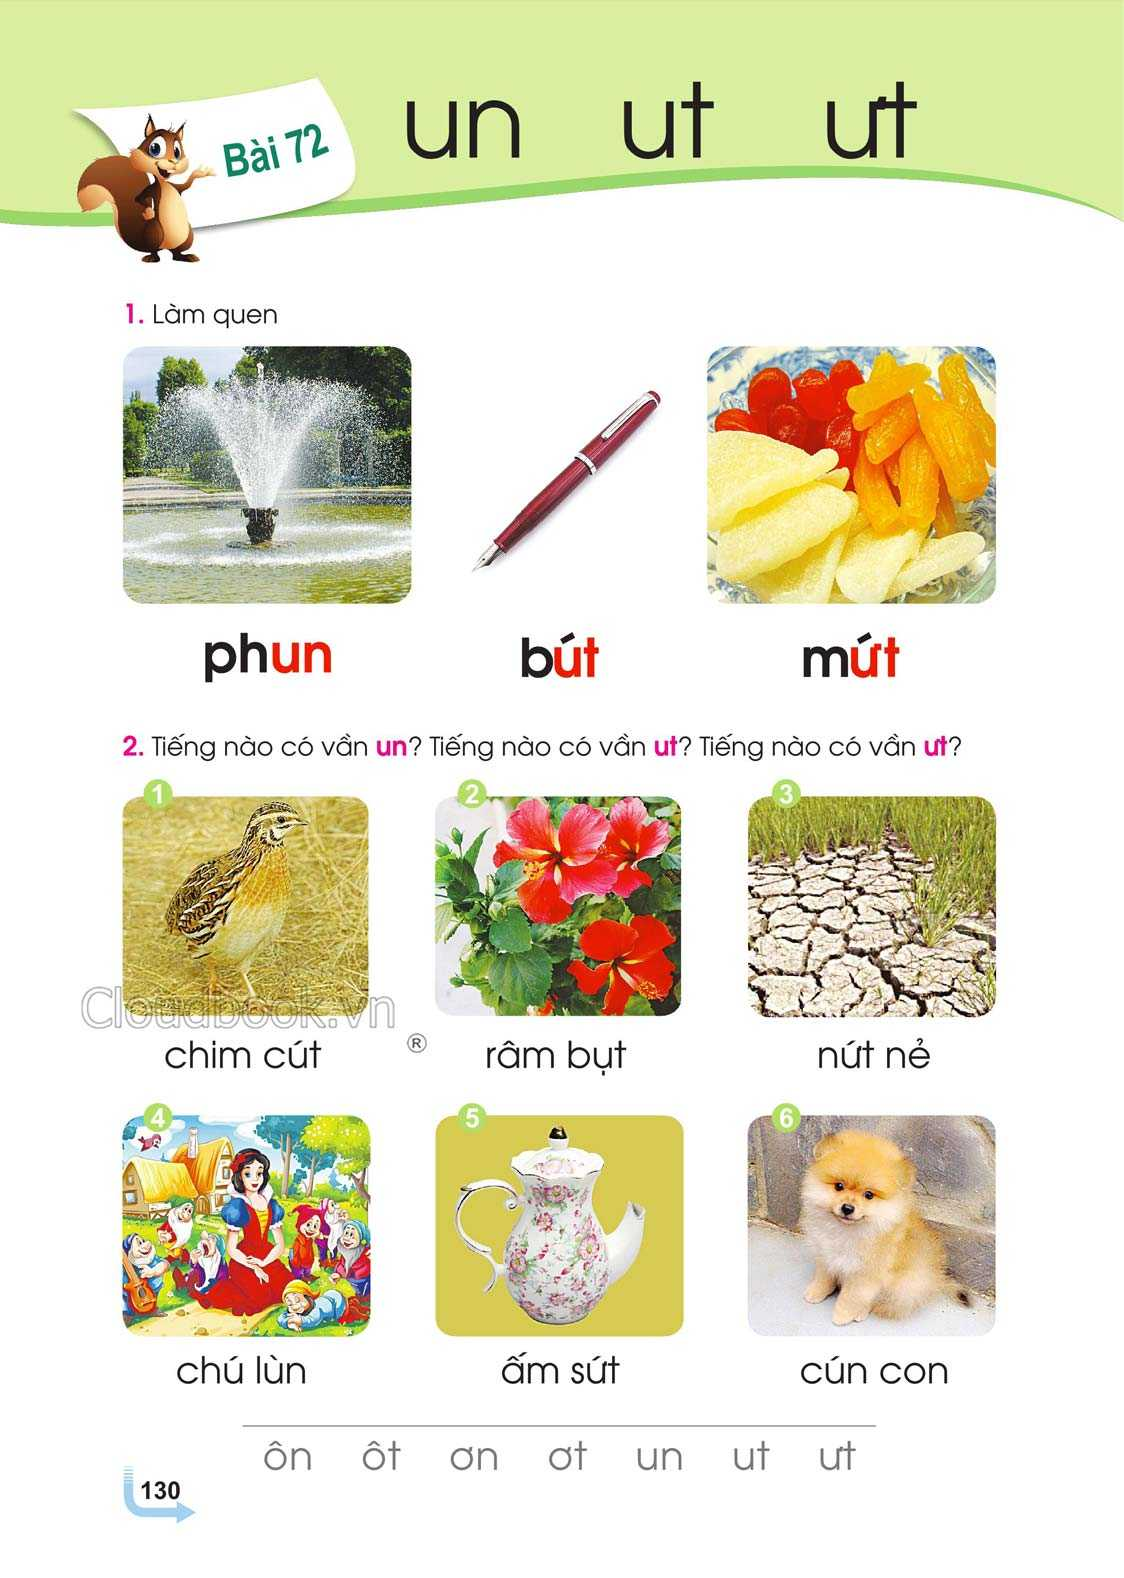 Bài 72
un ut ưt
1. Làm quen
phun bút mứt
2. Tiếng nào có vần un? Tiếng nào có vần ut? Tiếng nào có vần ưt?
1 2 3
Cloudbook.vn ®
chim cút râm bụt nứt nẻ
4 5 6
chú lùn ấm sứt cún con
ôn ôt ơn ơt un ut ưt
130